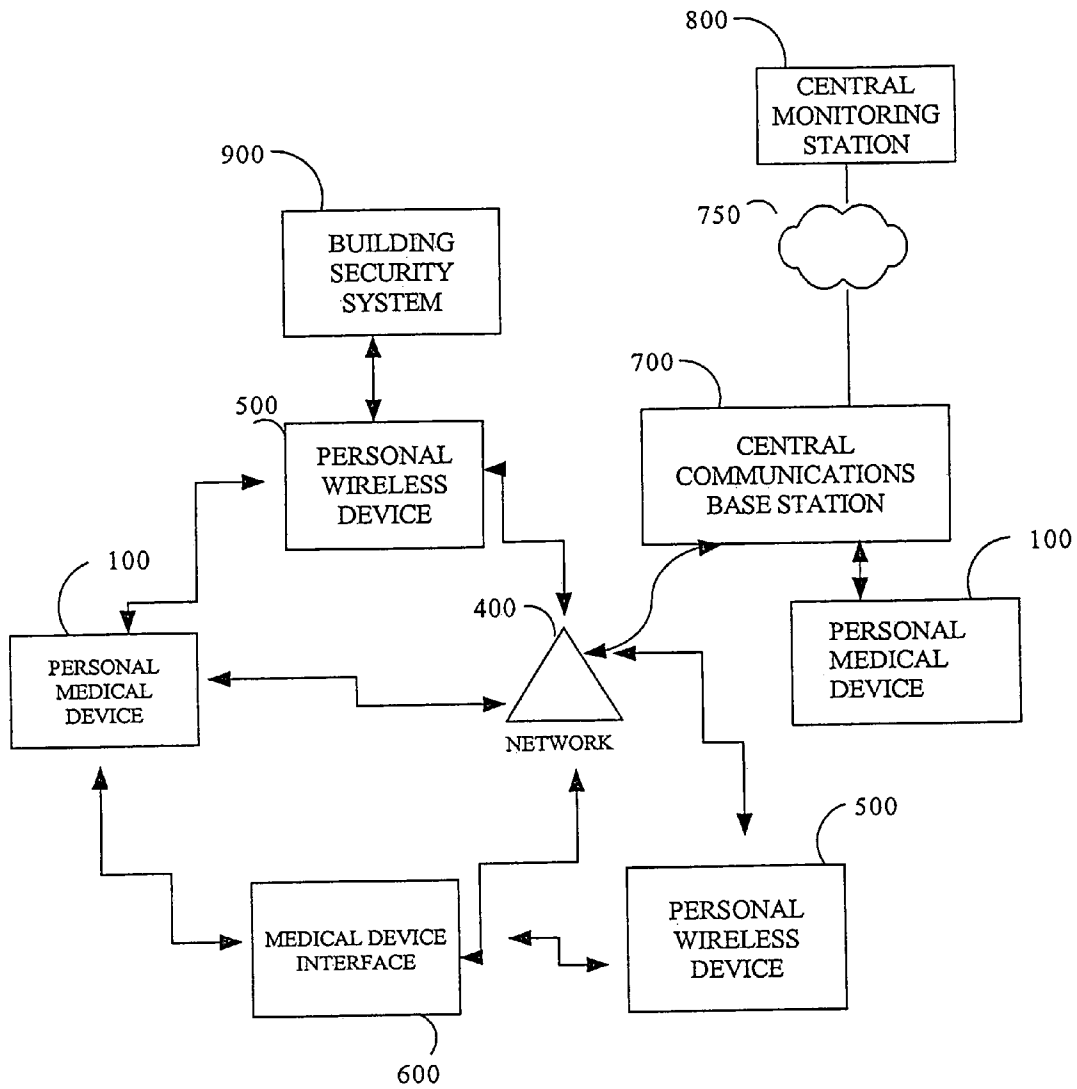 800
CENTRAL
MONITORING
STATION
900
750
BUILDING
SECURITY
SYSTEM
700
500
PERSONAL
WIRELESS
DEVICE
CENTRAL
COMMUNICATIONS
BASE STATION
100
100
400
PERSONAL
MEDICAL
DEVICE
PERSONAL
MEDICAL
DEVICE
NETWORK
500
MEDICAL DEVICE
INTERFACE
PERSONAL
WIRELESS
DEVICE
600